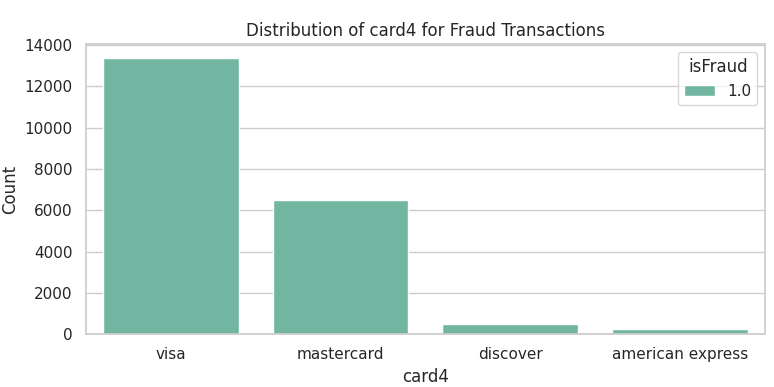 Distribution of card4 for Fraud Transactions
isFraud
1.0
Count
14000
12000
10000
8000
6000
4000
2000
0
visa mastercard discover american express
card4